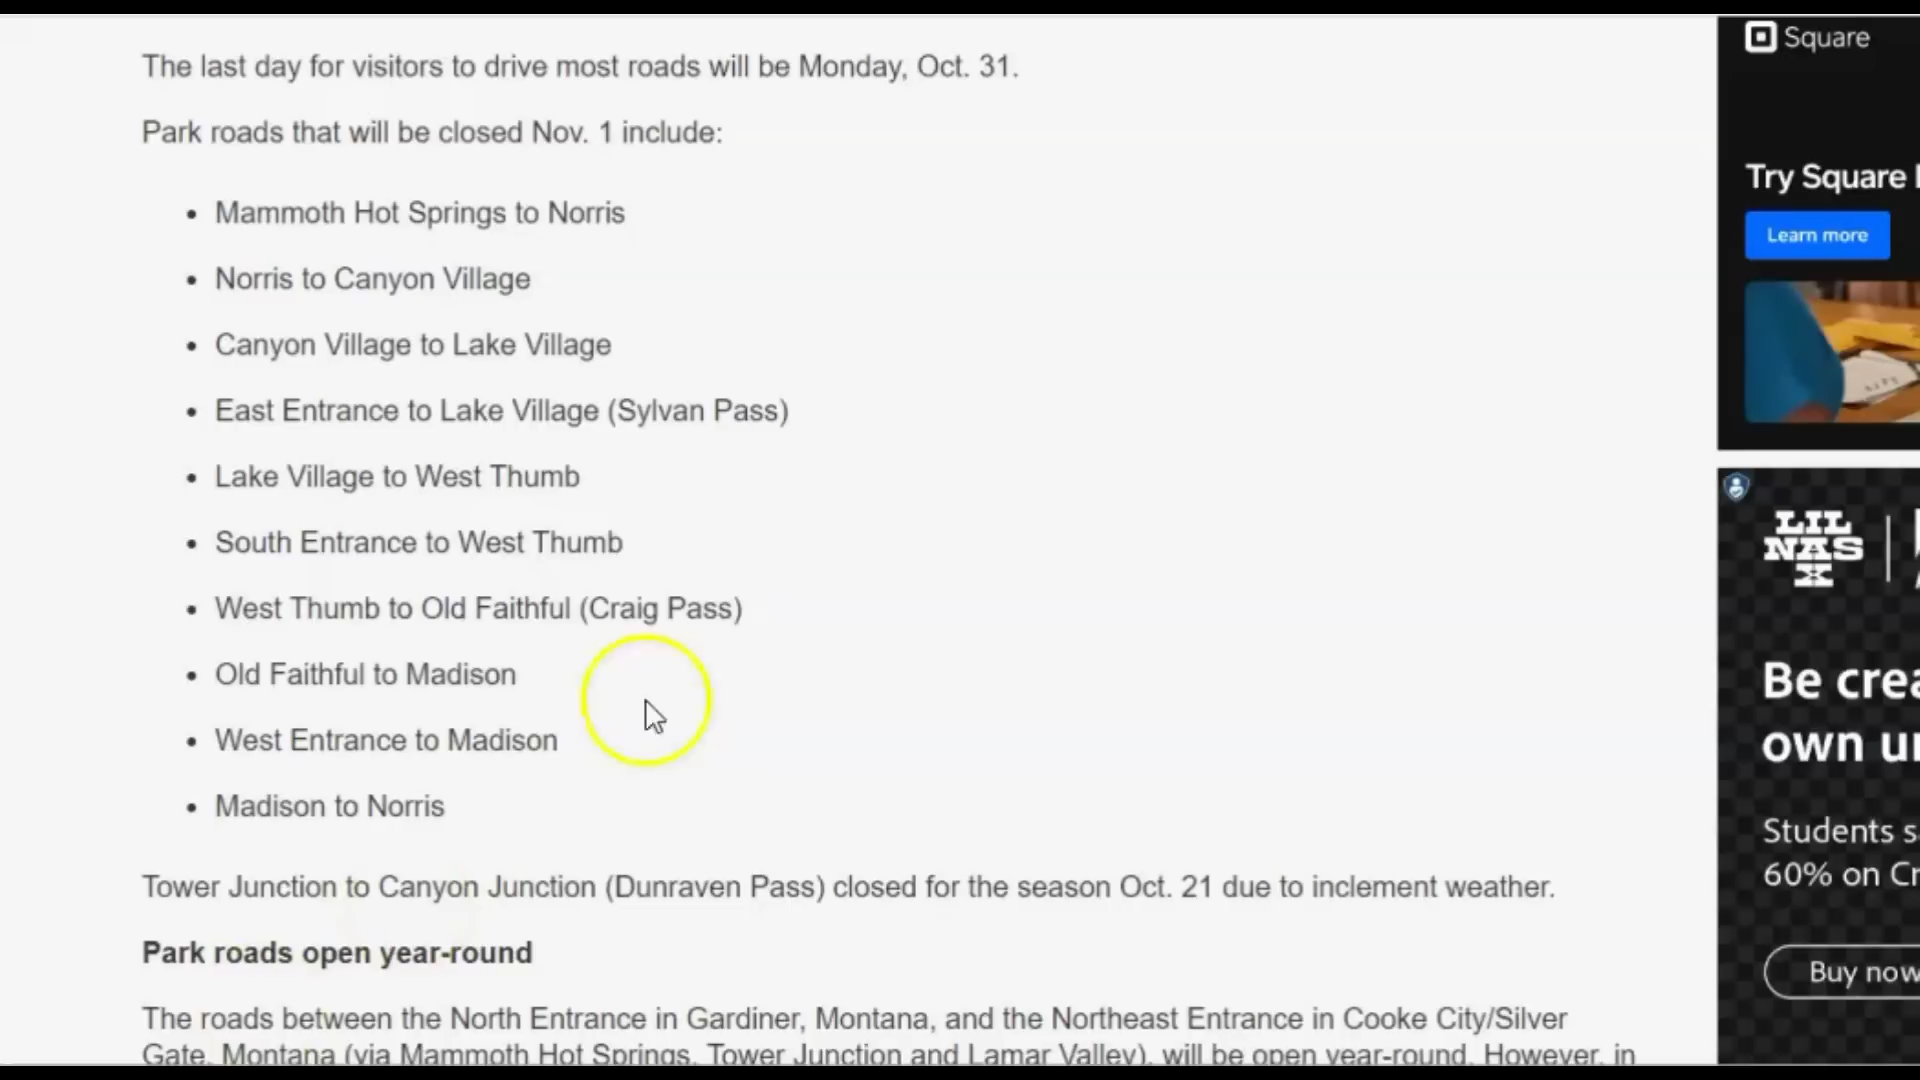 The last day for visitors to drive most roads will be Monday, Oct. 31.
Park roads that will be closed Nov. 1 include:
• Mammoth Hot Springs to Norris
• Norris to Canyon Village
• Canyon Village to Lake Village
• East Entrance to Lake Village (Sylvan Pass)
• Lake Village to West Thumb
• South Entrance to West Thumb
• West Thumb to Old Faithful (Craig Pass)
• Old Faithful to Madison
• West Entrance to Madison
• Madison to Norris
Tower Junction to Canyon Junction (Dunraven Pass) closed for the season Oct. 21 due to inclement weather.
Park roads open year-round
The roads between the North Entrance in Gardiner, Montana, and the Northeast Entrance in Cooke City/Silver
Gate, Montana (via Mammoth Hot Springs, Tower Junction and Lamar Valley), will be open year-round. However, in
Square
Try Square
Learn more
LIL
NAS
X
Be
own
Students
60% on
Buy now